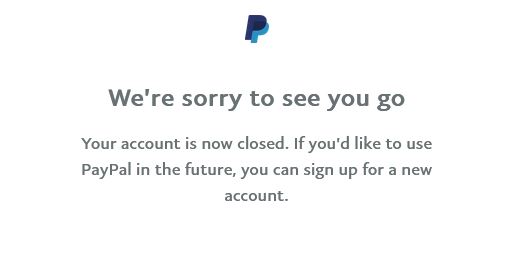 We're sorry to see you go
Your account is now closed. If you'd like to use
PayPal in the future, you can sign up for a new
account.